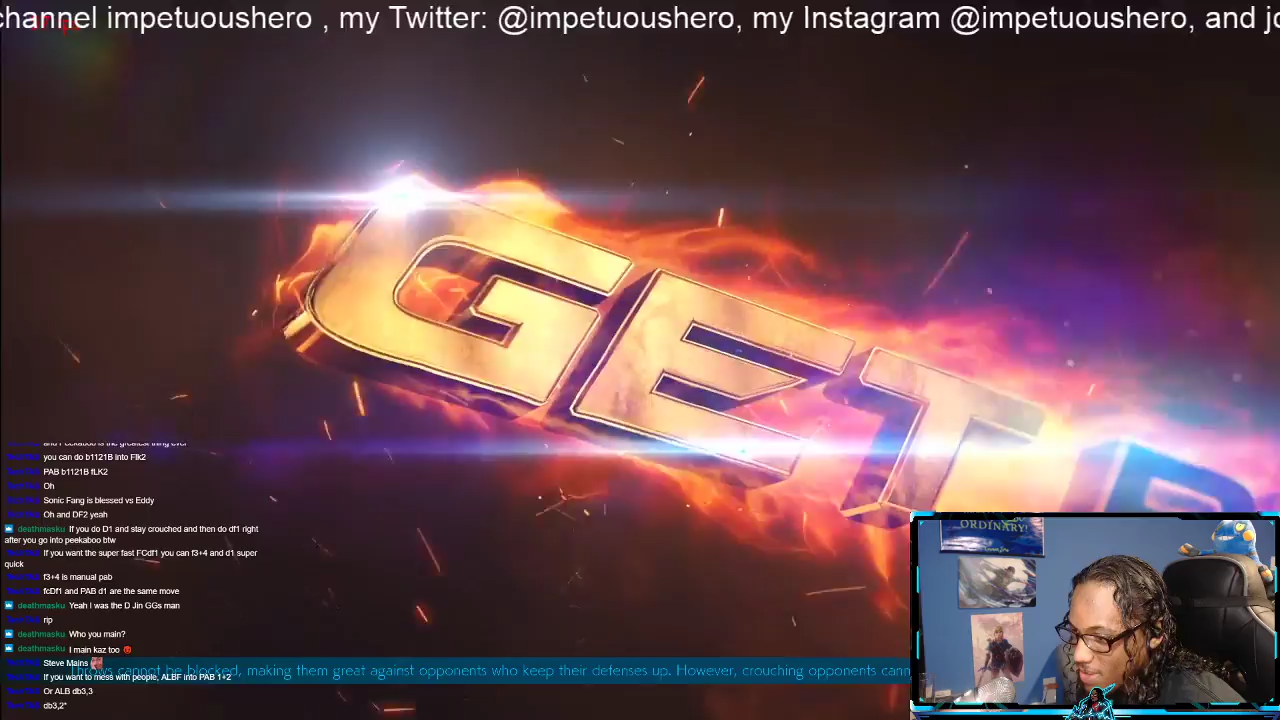 channel impetuoushero , my Twitter: @impetuoushero, my Instagram @impetuoushero, and jo
GET
ORDINARY!
you can do b1121B into Flk2
PAB b1121B fLK2
Oh
Sonic Fang is blessed vs Eddy
Oh and DF2 yeah
deathmasku If you do D1 and stay crouched and then do df1 right
after you go into peekaboo btw
If you want the super fast FCdf1 you can f3+4 and d1 super
quick
f3+4 is manual pab
fcDf1 and PAB d1 are the same move
deathmasku Yeah I was the D Jin GGs man
rip
deathmasku Who you main?
deathmasku I main kaz too
Steve Mains
Throws cannot be blocked, making them great against opponents who keep their defenses up. However, crouching opponents cann
If you want to mess with people, ALBF into PAB 1+2
Or ALB db3,3
db3,2*